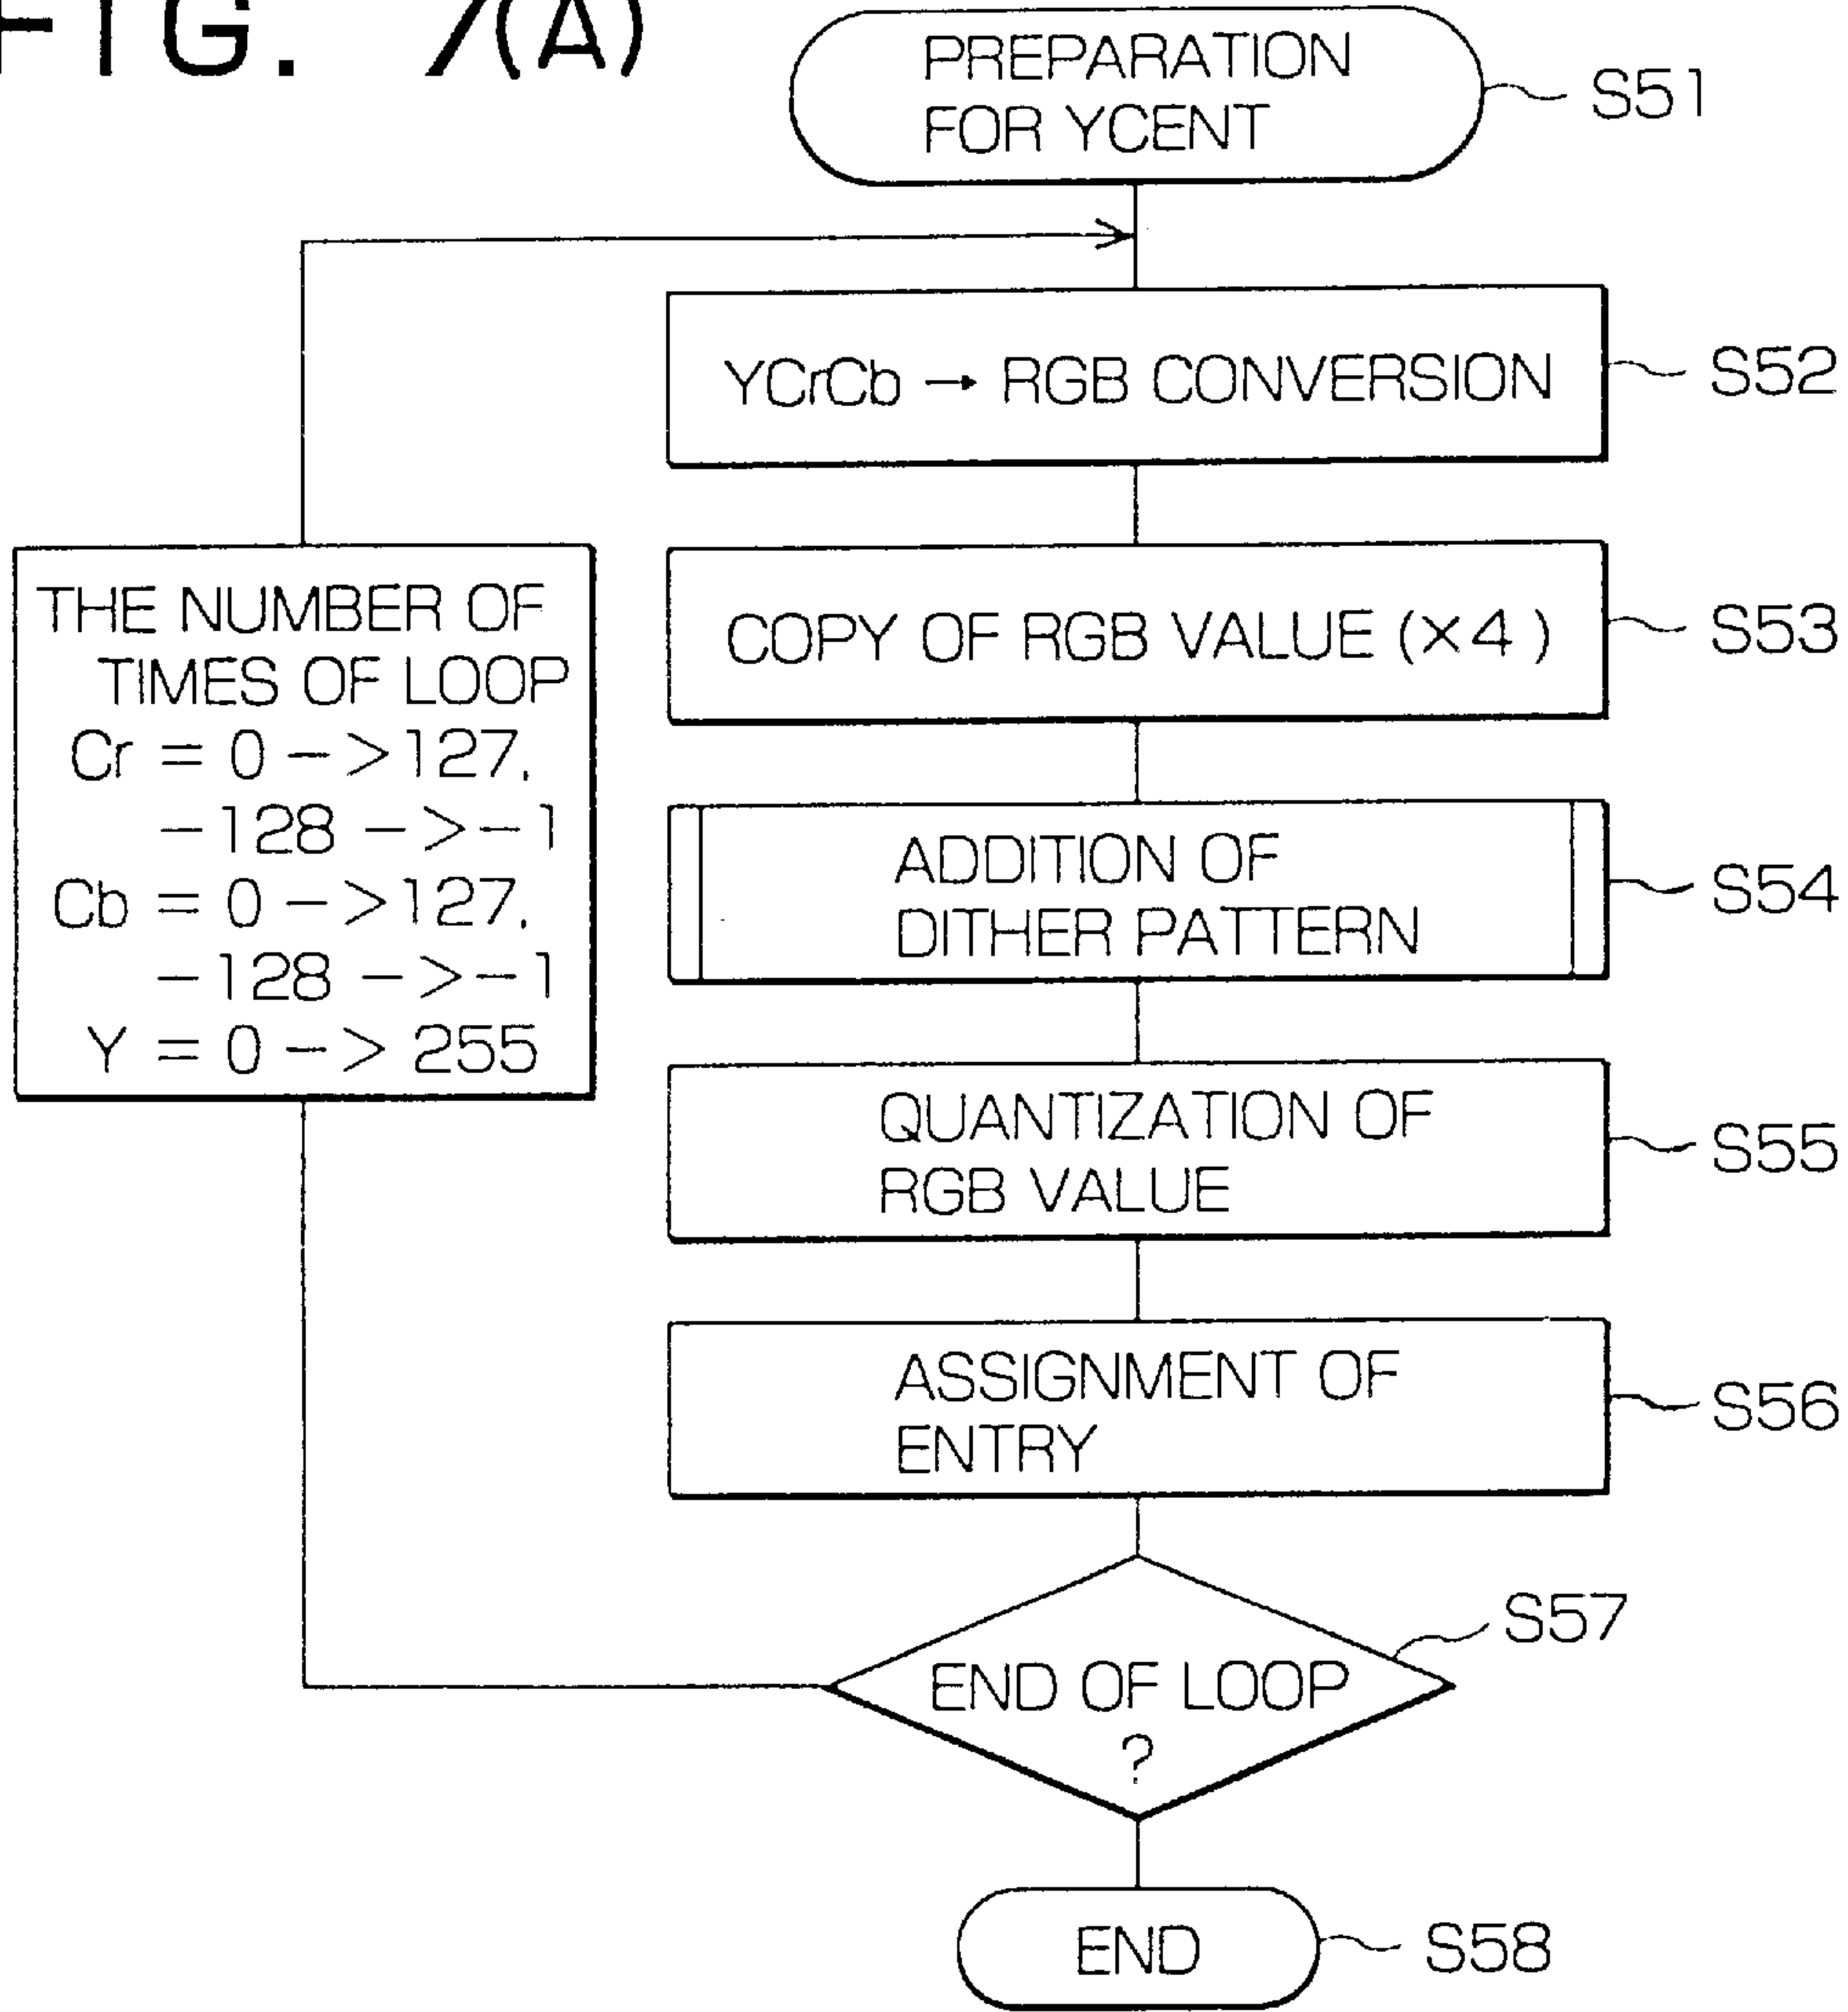 FIG. 7(A)
PREPARATION
FOR YCENT
S51
YCrCb → RGB CONVERSION
S52
THE NUMBER OF
TIMES OF LOOP
Cr = 0 -> 127,
-128 -> -1
Cb = 0 -> 127,
-128 -> -1
Y = 0 -> 255
COPY OF RGB VALUE (×4)
S53
ADDITION OF
DITHER PATTERN
S54
QUANTIZATION OF
RGB VALUE
S55
ASSIGNMENT OF
ENTRY
S56
END OF LOOP
?
S57
END
S58